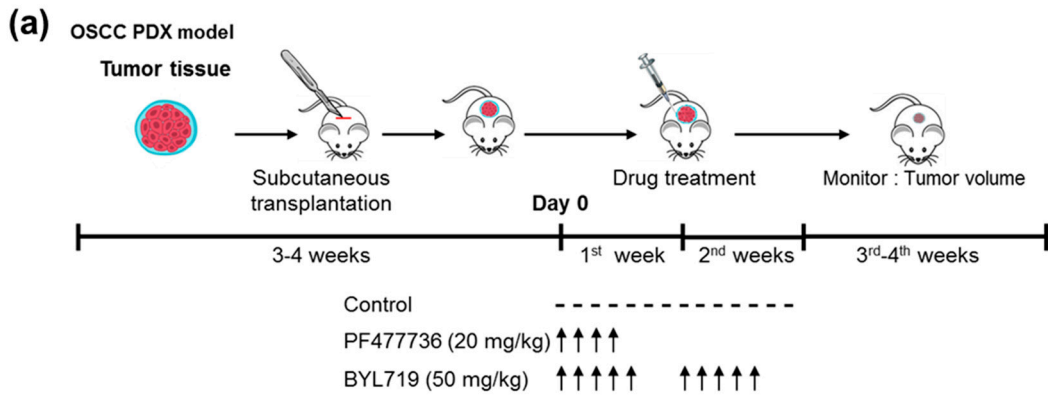 (a) OSCC PDX model
Tumor tissue
Subcutaneous
transplantation
Drug treatment
Monitor : Tumor volume
Day 0
3-4 weeks
1st week
2nd weeks
3rd-4th weeks
Control
PF477736 (20 mg/kg)
BYL719 (50 mg/kg)